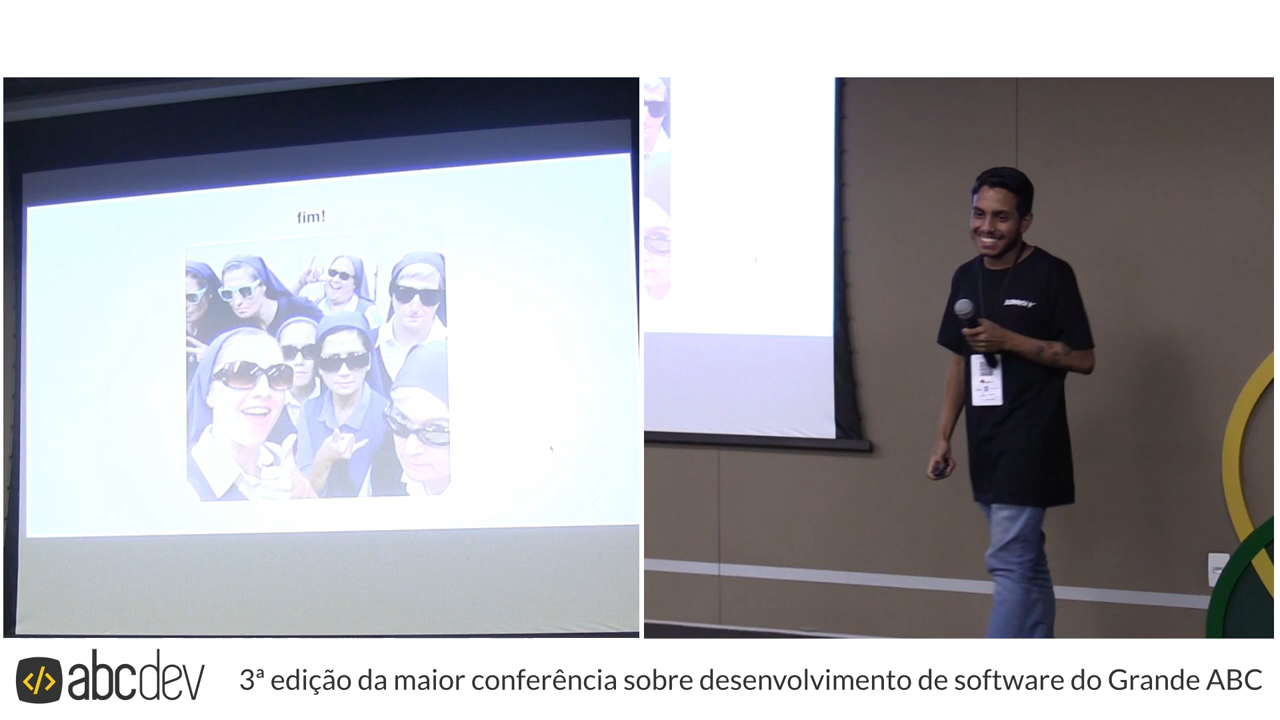 fim!
abcdev
3ª edição da maior conferência sobre desenvolvimento de software do Grande ABC